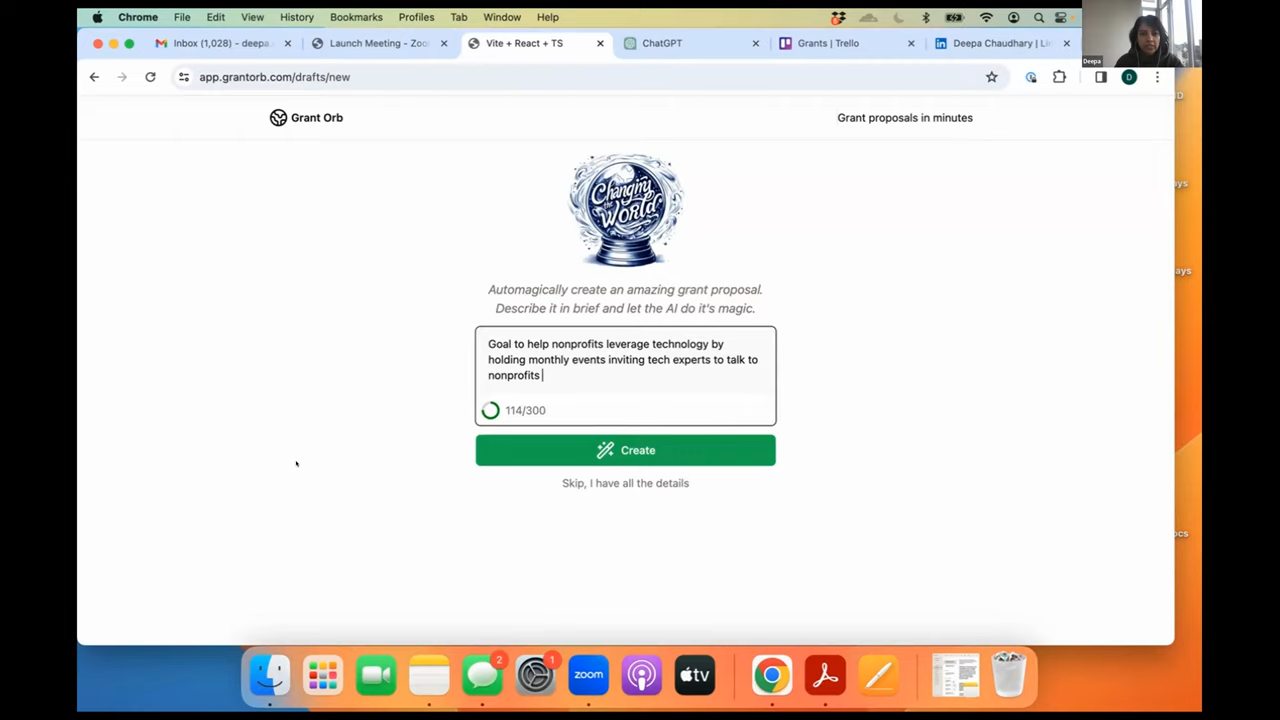 Chrome File Edit View History Bookmarks Profiles Tab Window Help
Deepa
Inbox (1,028) - deepa. Launch Meeting - Zoo Vite + React + TS ChatGPT Grants | Trello Deepa Chaudhary | Li
app.grantorb.com/drafts/new D
Grant Orb Grant proposals in minutes
Changing
the
World
Automagically create an amazing grant proposal.
Describe it in brief and let the AI do it's magic.
Goal to help nonprofits leverage technology by
holding monthly events inviting tech experts to talk to
nonprofits
114/300
Create
Skip, I have all the details
ays
ays
ocs
2 1
zoom tv